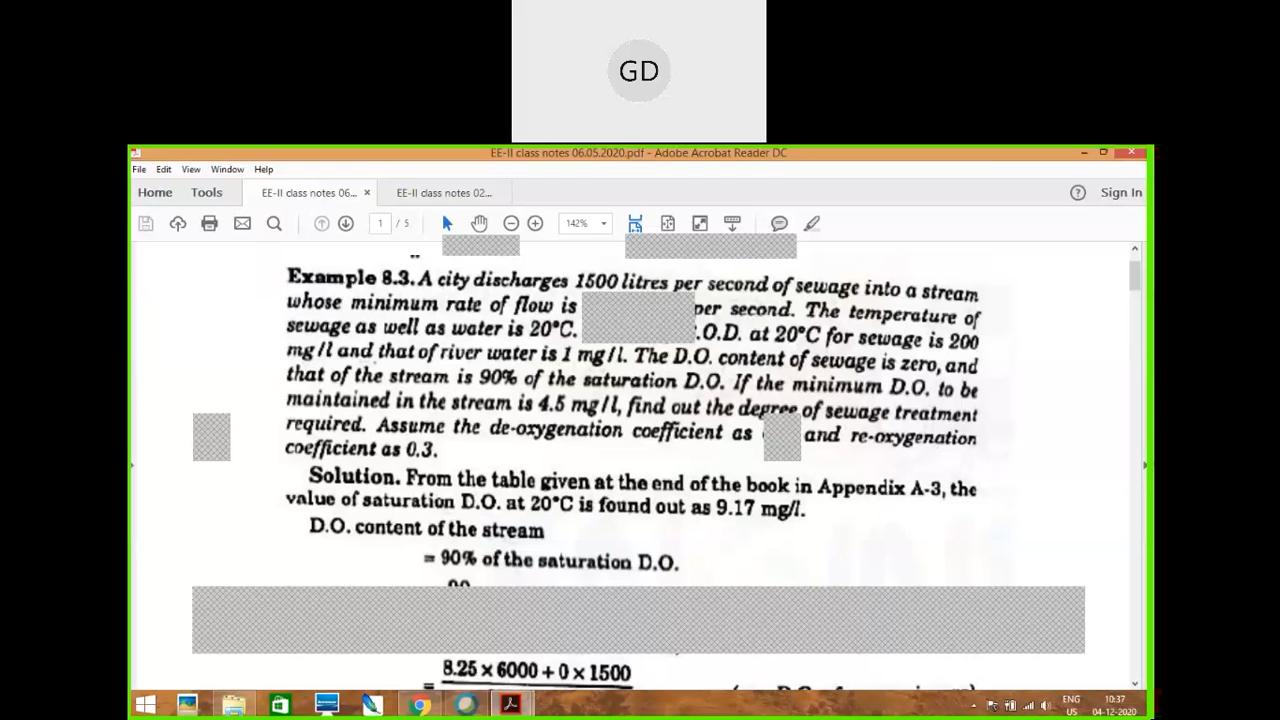 GD
EE-II class notes 06.05.2020.pdf - Adobe Acrobat Reader DC
File Edit View Window Help
Home Tools EE-II class notes 06... × EE-II class notes 02... Sign In
1 / 5 142%
Example 8.3. A city discharges 1500 litres per second of sewage into a stream
whose minimum rate of flow is per second. The temperature of
sewage as well as water is 20°C. .O.D. at 20°C for sewage is 200
mg/l and that of river water is 1 mg/l. The D.O. content of sewage is zero, and
that of the stream is 90% of the saturation D.O. If the minimum D.O. to be
maintained in the stream is 4.5 mg/l, find out the degree of sewage treatment
required. Assume the de-oxygenation coefficient as and re-oxygenation
coefficient as 0.3.
Solution. From the table given at the end of the book in Appendix A-3, the
value of saturation D.O. at 20°C is found out as 9.17 mg/l.
D.O. content of the stream
= 90% of the saturation D.O.
= 8.25 × 6000 + 0 × 1500
ENG 10:37
US 04-12-2020